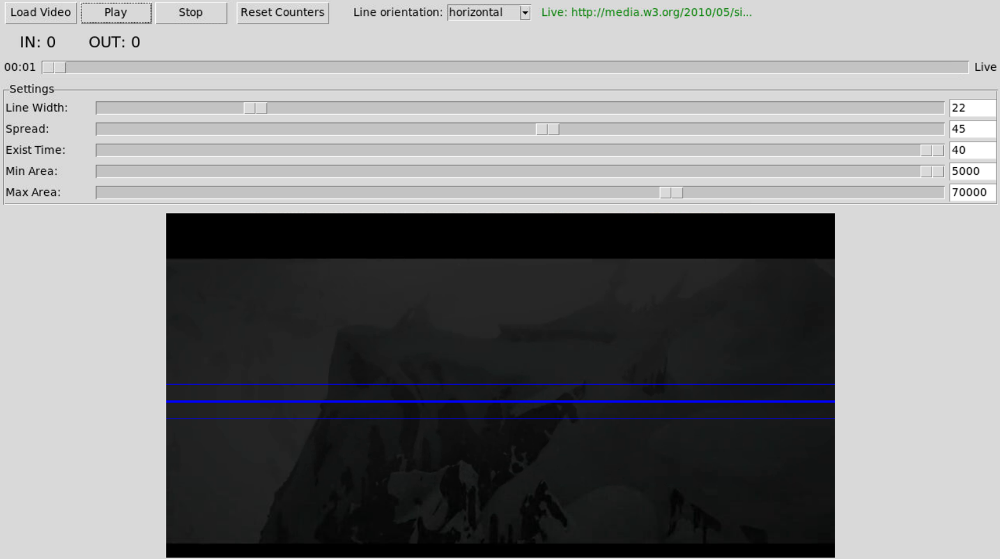 Load Video Play Stop Reset Counters Line orientation: horizontal Live: http://media.w3.org/2010/05/si...
IN: 0 OUT: 0
00:01 Live
Settings
Line Width: 22
Spread: 45
Exist Time: 40
Min Area: 5000
Max Area: 70000